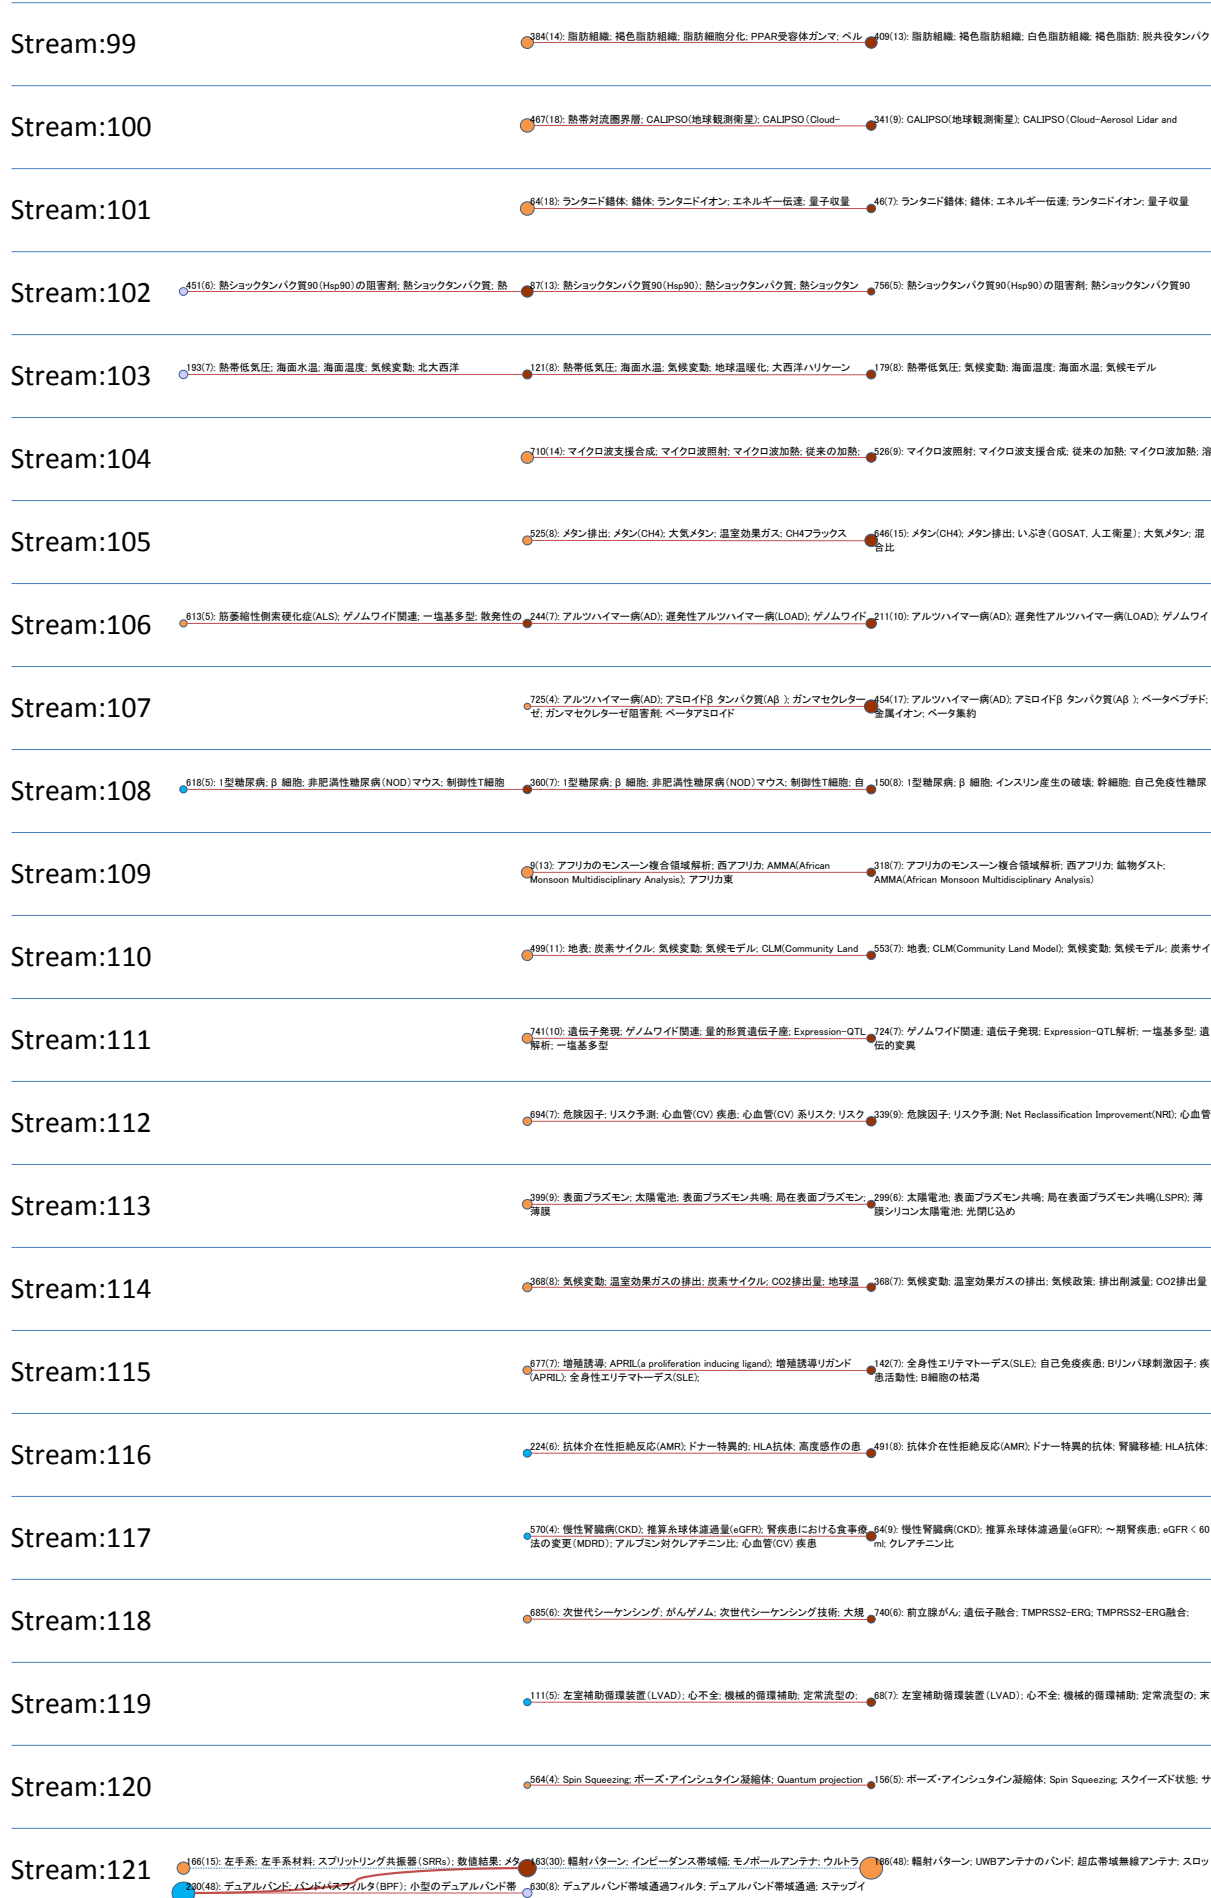 Stream:99
384(14): 脂肪組織; 褐色脂肪組織; 脂肪細胞分化; PPAR受容体ガンマ; ベル
409(13): 脂肪組織; 褐色脂肪組織; 白色脂肪組織; 褐色脂肪; 脱共役タンパク
Stream:100
467(18): 熱帯対流圏界層; CALIPSO(地球観測衛星); CALIPSO(Cloud-
341(9): CALIPSO(地球観測衛星); CALIPSO(Cloud-Aerosol Lidar and
Stream:101
64(18): ランタニド錯体; 錯体; ランタニドイオン; エネルギー伝達; 量子収量
46(7): ランタニド錯体; 錯体; エネルギー伝達; ランタニドイオン; 量子収量
Stream:102
451(6): 熱ショックタンパク質90(Hsp90)の阻害剤; 熱ショックタンパク質; 熱
87(13): 熱ショックタンパク質90(Hsp90); 熱ショックタンパク質; 熱ショックタン
756(5): 熱ショックタンパク質90(Hsp90)の阻害剤; 熱ショックタンパク質90
Stream:103
193(7): 熱帯低気圧; 海面水温; 海面温度; 気候変動; 北大西洋
121(8): 熱帯低気圧; 海面水温; 気候変動; 地球温暖化; 大西洋ハリケーン
179(8): 熱帯低気圧; 気候変動; 海面温度; 海面水温; 気候モデル
Stream:104
710(14): マイクロ波支援合成; マイクロ波照射; マイクロ波加熱; 従来の加熱;
526(9): マイクロ波照射; マイクロ波支援合成; 従来の加熱; マイクロ波加熱; 溶
Stream:105
525(8): メタン排出; メタン(CH4); 大気メタン; 温室効果ガス; CH4フラックス
646(15): メタン(CH4); メタン排出; いぶき(GOSAT, 人工衛星); 大気メタン; 混
合比
Stream:106
613(5): 筋萎縮性側索硬化症(ALS); ゲノムワイド関連; 一塩基多型; 散発性の
244(7): アルツハイマー病(AD); 遅発性アルツハイマー病(LOAD); ゲノムワイド
211(10): アルツハイマー病(AD); 遅発性アルツハイマー病(LOAD); ゲノムワイ
Stream:107
725(4): アルツハイマー病(AD); アミロイドβ タンパク質(Aβ ); ガンマセクレター
ゼ; ガンマセクレターゼ阻害剤; ベータアミロイド
454(17): アルツハイマー病(AD); アミロイドβ タンパク質(Aβ ); ベータペプチド;
金属イオン; ベータ集約
Stream:108
618(5): 1型糖尿病; β 細胞; 非肥満性糖尿病(NOD)マウス; 制御性T細胞
360(7): 1型糖尿病; β 細胞; 非肥満性糖尿病(NOD)マウス; 制御性T細胞; 自
150(8): 1型糖尿病; β 細胞; インスリン産生の破壊; 幹細胞; 自己免疫性糖尿
Stream:109
9(13): アフリカのモンスーン複合領域解析; 西アフリカ; AMMA(African
Monsoon Multidisciplinary Analysis); アフリカ東
318(7): アフリカのモンスーン複合領域解析; 西アフリカ; 鉱物ダスト;
AMMA(African Monsoon Multidisciplinary Analysis)
Stream:110
499(11): 地表; 炭素サイクル; 気候変動; 気候モデル; CLM(Community Land
553(7): 地表; CLM(Community Land Model); 気候変動; 気候モデル; 炭素サイ
Stream:111
741(10): 遺伝子発現; ゲノムワイド関連; 量的形質遺伝子座; Expression-QTL
解析; 一塩基多型
724(7): ゲノムワイド関連; 遺伝子発現; Expression-QTL解析; 一塩基多型; 遺
伝的変異
Stream:112
694(7): 危険因子; リスク予測; 心血管(CV) 疾患; 心血管(CV) 系リスク; リスク
339(9): 危険因子; リスク予測; Net Reclassification Improvement(NRI); 心血管
Stream:113
399(9): 表面プラズモン; 太陽電池; 表面プラズモン共鳴; 局在表面プラズモン;
薄膜
299(6): 太陽電池; 表面プラズモン共鳴; 局在表面プラズモン共鳴(LSPR); 薄
膜シリコン太陽電池; 光閉じ込め
Stream:114
368(8): 気候変動; 温室効果ガスの排出; 炭素サイクル; CO2排出量; 地球温
368(7): 気候変動; 温室効果ガスの排出; 気候政策; 排出削減量; CO2排出量
Stream:115
677(7): 増殖誘導; APRIL(a proliferation inducing ligand); 増殖誘導リガンド
(APRIL); 全身性エリテマトーデス(SLE);
142(7): 全身性エリテマトーデス(SLE); 自己免疫疾患; Bリンパ球刺激因子; 疾
患活動性; B細胞の枯渇
Stream:116
224(6): 抗体介在性拒絶反応(AMR); ドナー特異的; HLA抗体; 高度感作の患
491(8): 抗体介在性拒絶反応(AMR); ドナー特異的抗体; 腎臓移植; HLA抗体;
Stream:117
570(4): 慢性腎臓病(CKD); 推算糸球体濾過量(eGFR); 腎疾患における食事療
法の変更(MDRD); アルブミン対クレアチニン比; 心血管(CV) 疾患
64(9): 慢性腎臓病(CKD); 推算糸球体濾過量(eGFR); ～期腎疾患; eGFR < 60
ml; クレアチニン比
Stream:118
685(6): 次世代シーケンシング; がんゲノム; 次世代シーケンシング技術; 大規
740(6): 前立腺がん; 遺伝子融合; TMPRSS2-ERG; TMPRSS2-ERG融合;
Stream:119
111(5): 左室補助循環装置(LVAD); 心不全; 機械的循環補助; 定常流型の;
68(7): 左室補助循環装置(LVAD); 心不全; 機械的循環補助; 定常流型の; 末
Stream:120
564(4): Spin Squeezing; ボーズ・アインシュタイン凝縮体; Quantum projection
156(5): ボーズ・アインシュタイン凝縮体; Spin Squeezing; スクイーズド状態; サ
Stream:121
166(15): 左手系; 左手系材料; スプリットリング共振器(SRRs); 数値結果; メタ
163(30): 輻射パターン; インピーダンス帯域幅; モノポールアンテナ; ウルトラ
186(48): 輻射パターン; UWBアンテナのバンド; 超広帯域無線アンテナ; スロッ
230(48): デュアルバンド; バンドパスフィルタ(BPF); 小型のデュアルバンド帯
630(8): デュアルバンド帯域通過フィルタ; デュアルバンド帯域通過; ステップイ